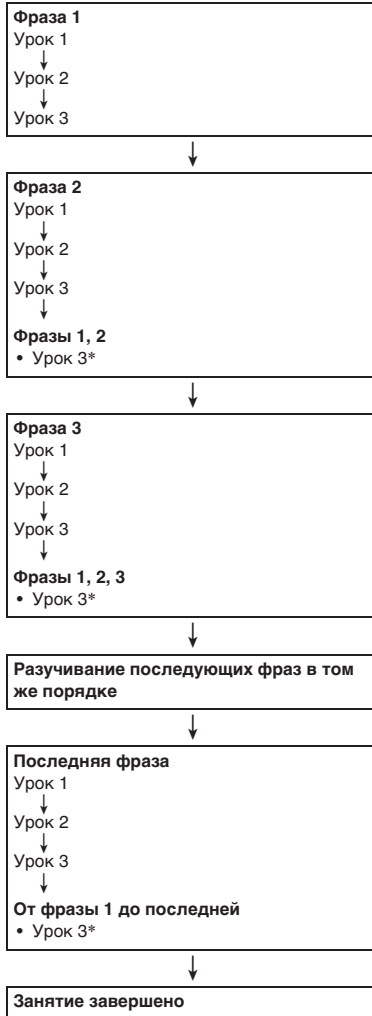 Фраза 1
Урок 1
Урок 2
Урок 3
Фраза 2
Урок 1
Урок 2
Урок 3
Фразы 1, 2
• Урок 3*
Фраза 3
Урок 1
Урок 2
Урок 3
Фразы 1, 2, 3
• Урок 3*
Разучивание последующих фраз в том
же порядке
Последняя фраза
Урок 1
Урок 2
Урок 3
От фразы 1 до последней
• Урок 3*
Занятие завершено